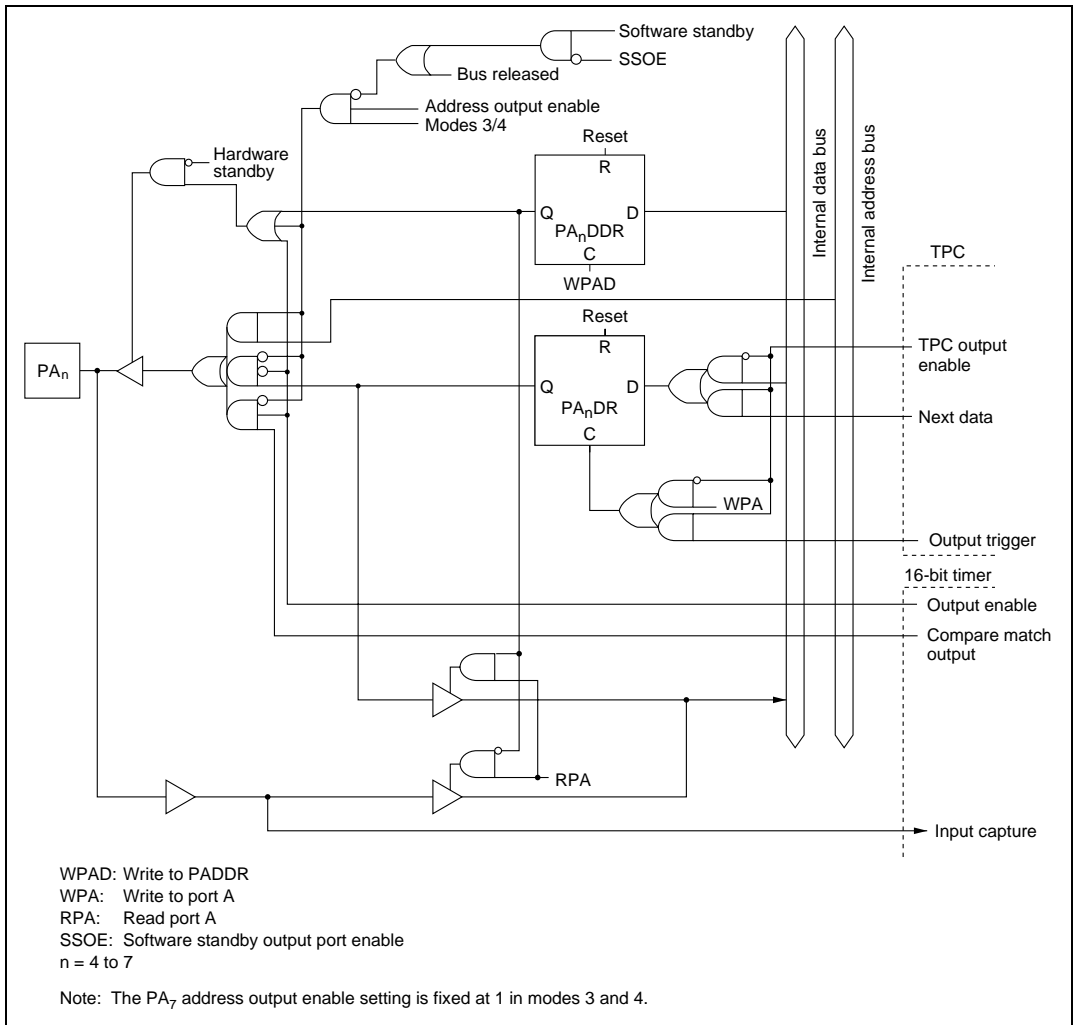 Software standby
SSOE
Bus released
Address output enable
Modes 3/4
Hardware
standby
Reset
R
Q
D
PAnDDR
C
WPAD
Internal data bus
Internal address bus
TPC
Reset
R
Q
D
PAnDR
C
PAn
TPC output
enable
Next data
WPA
Output trigger
16-bit timer
Output enable
Compare match
output
RPA
Input capture
WPAD: Write to PADDR
WPA: Write to port A
RPA: Read port A
SSOE: Software standby output port enable
n = 4 to 7
Note: The PA7 address output enable setting is fixed at 1 in modes 3 and 4.